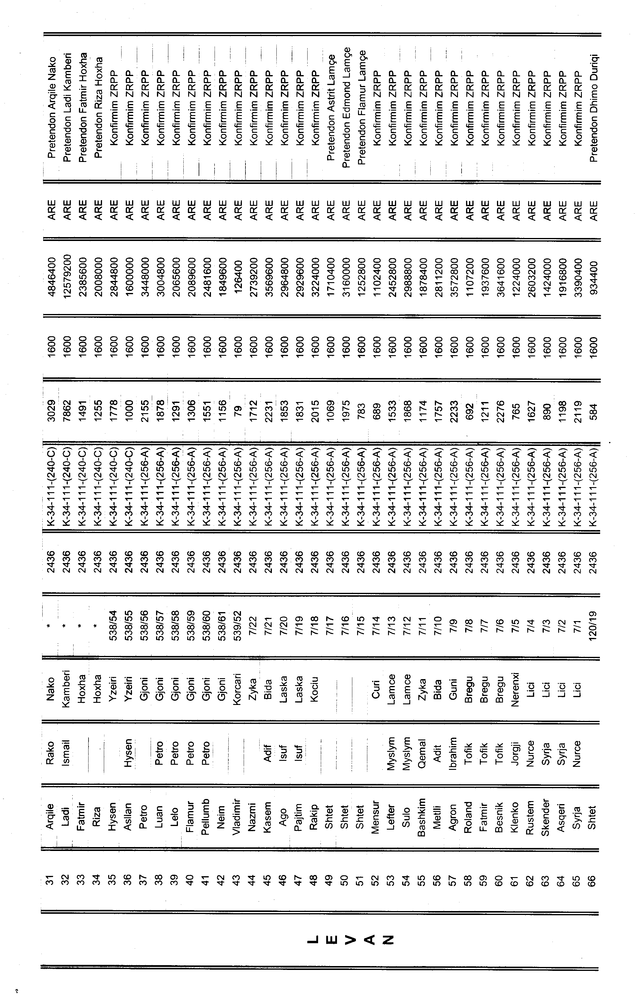 LEVAN
31 Arqile Rako Nako * 2436 K-34-111-(240-C) 3029 1600 4846400 ARE Pretendon Arqile Nako
32 Ladi Ismail Kamberi * 2436 K-34-111-(240-C) 7862 1600 12579200 ARE Pretendon Ladi Kamberi
33 Fatmir Hoxha * 2436 K-34-111-(240-C) 1491 1600 2385600 ARE Pretendon Fatmir Hoxha
34 Riza Hoxha * 2436 K-34-111-(240-C) 1255 1600 2008000 ARE Pretendon Riza Hoxha
35 Hysen Yzeiri 538/54 2436 K-34-111-(240-C) 1778 1600 2844800 ARE Konfirmim ZRPP
36 Asllan Hysen Yzeiri 538/55 2436 K-34-111-(240-C) 1000 1600 1600000 ARE Konfirmim ZRPP
37 Petro Gjoni 538/56 2436 K-34-111-(256-A) 2155 1600 3448000 ARE Konfirmim ZRPP
38 Luan Petro Gjoni 538/57 2436 K-34-111-(256-A) 1878 1600 3004800 ARE Konfirmim ZRPP
39 Lelo Petro Gjoni 538/58 2436 K-34-111-(256-A) 1291 1600 2065600 ARE Konfirmim ZRPP
40 Flamur Petro Gjoni 538/59 2436 K-34-111-(256-A) 1306 1600 2089600 ARE Konfirmim ZRPP
41 Pellumb Petro Gjoni 538/60 2436 K-34-111-(256-A) 1551 1600 2481600 ARE Konfirmim ZRPP
42 Neim Gjoni 538/61 2436 K-34-111-(256-A) 1156 1600 1849600 ARE Konfirmim ZRPP
43 Vladimir Korcari 539/52 2436 K-34-111-(256-A) 79 1600 126400 ARE Konfirmim ZRPP
44 Nazmi Zyka 7/22 2436 K-34-111-(256-A) 1712 1600 2739200 ARE Konfirmim ZRPP
45 Kasem Adif Bida 7/21 2436 K-34-111-(256-A) 2231 1600 3569600 ARE Konfirmim ZRPP
46 Ago Isuf Laska 7/20 2436 K-34-111-(256-A) 1853 1600 2964800 ARE Konfirmim ZRPP
47 Pajtim Isuf Laska 7/19 2436 K-34-111-(256-A) 1831 1600 2929600 ARE Konfirmim ZRPP
48 Rakip Kociu 7/18 2436 K-34-111-(256-A) 2015 1600 3224000 ARE Konfirmim ZRPP
49 Shtet 7/17 2436 K-34-111-(256-A) 1069 1600 1710400 ARE Pretendon Astrit Lamçe
50 Shtet 7/16 2436 K-34-111-(256-A) 1975 1600 3160000 ARE Pretendon Edmond Lamçe
51 Shtet 7/15 2436 K-34-111-(256-A) 783 1600 1252800 ARE Pretendon Flamur Lamçe
52 Mensur Curi 7/14 2436 K-34-111-(256-A) 689 1600 1102400 ARE Konfirmim ZRPP
53 Lefter Myslym Lamce 7/13 2436 K-34-111-(256-A) 1533 1600 2452800 ARE Konfirmim ZRPP
54 Sulo Myslym Lamce 7/12 2436 K-34-111-(256-A) 1868 1600 2988800 ARE Konfirmim ZRPP
55 Bashkim Qemal Zyka 7/11 2436 K-34-111-(256-A) 1174 1600 1878400 ARE Konfirmim ZRPP
56 Metlli Adit Bida 7/10 2436 K-34-111-(256-A) 1757 1600 2811200 ARE Konfirmim ZRPP
57 Agron Ibrahim Guni 7/9 2436 K-34-111-(256-A) 2233 1600 3572800 ARE Konfirmim ZRPP
58 Roland Tofik Bregu 7/8 2436 K-34-111-(256-A) 692 1600 1107200 ARE Konfirmim ZRPP
59 Fatmir Tofik Bregu 7/7 2436 K-34-111-(256-A) 1211 1600 1937600 ARE Konfirmim ZRPP
60 Besnik Tofik Bregu 7/6 2436 K-34-111-(256-A) 2276 1600 3641600 ARE Konfirmim ZRPP
61 Klenko Jorgji Nerenxi 7/5 2436 K-34-111-(256-A) 765 1600 1224000 ARE Konfirmim ZRPP
62 Rustem Nurce Lici 7/4 2436 K-34-111-(256-A) 1627 1600 2603200 ARE Konfirmim ZRPP
63 Skender Syrja Lici 7/3 2436 K-34-111-(256-A) 890 1600 1424000 ARE Konfirmim ZRPP
64 Asqeri Syrja Lici 7/2 2436 K-34-111-(256-A) 1198 1600 1916800 ARE Konfirmim ZRPP
65 Syrja Nurce Lici 7/1 2436 K-34-111-(256-A) 2119 1600 3390400 ARE Konfirmim ZRPP
66 Shtet 120/19 2436 K-34-111-(256-A) 584 1600 934400 ARE Pretendon Dhimo Duriqi